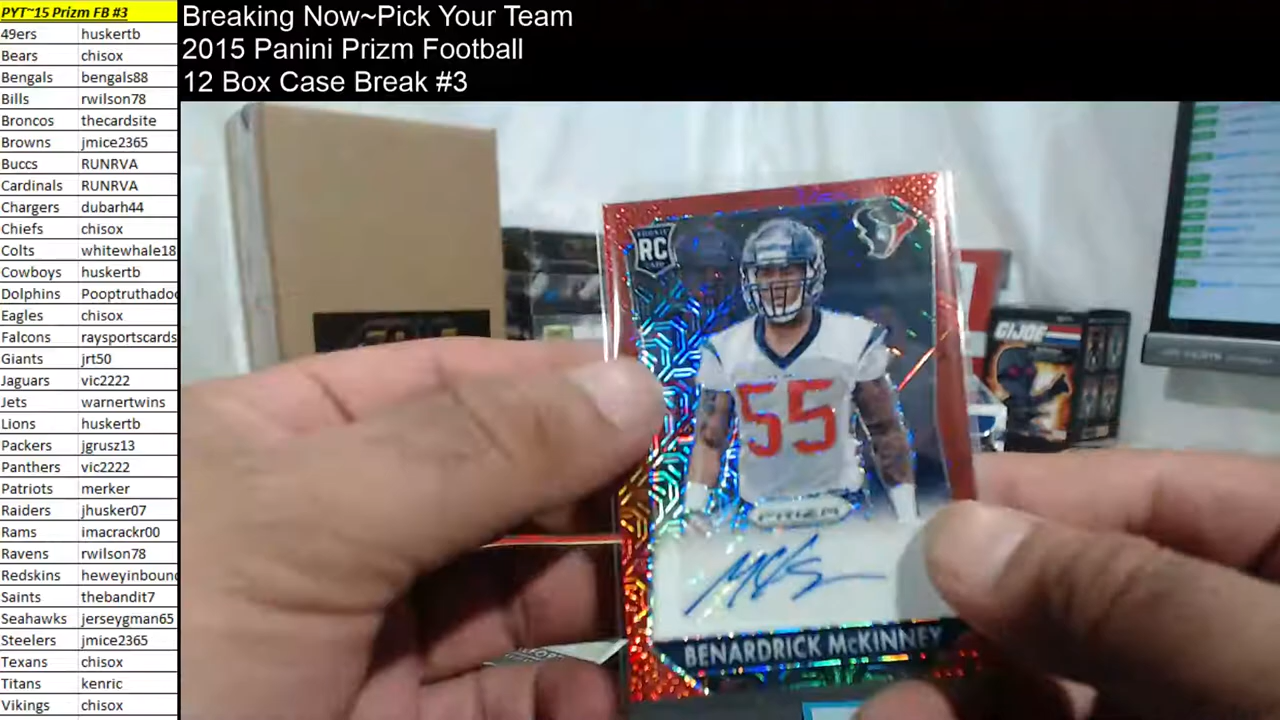 PYT~15 Prizm FB #3
49ers huskertb
Bears chisox
Bengals bengals88
Bills rwilson78
Broncos thecardsite
Browns jmice2365
Buccs RUNRVA
Cardinals RUNRVA
Chargers dubarh44
Chiefs chisox
Colts whitewhale18
Cowboys huskertb
Dolphins Pooptruthadoo
Eagles chisox
Falcons raysportscards
Giants jrt50
Jaguars vic2222
Jets warnertwins
Lions huskertb
Packers jgrusz13
Panthers vic2222
Patriots merker
Raiders jhusker07
Rams imacrackr00
Ravens rwilson78
Redskins heweyinbound
Saints thebandit7
Seahawks jerseygman65
Steelers jmice2365
Texans chisox
Titans kenric
Vikings chisox
Breaking Now~Pick Your Team
2015 Panini Prizm Football
12 Box Case Break #3
ROOKIE
RC
55
PRIZM
BENARDRICK McKINNEY
G.I.JOE